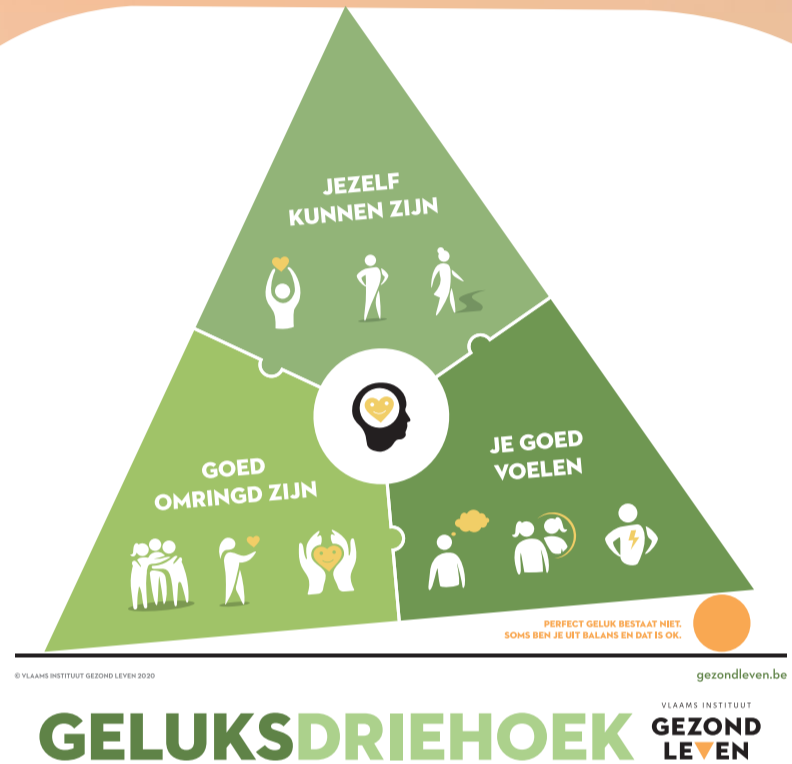 JEZELF
KUNNEN ZIJN
GOED
OMRINGD ZIJN
JE GOED
VOELEN
PERFECT GELUK BESTAAT NIET.
SOMS BEN JE UIT BALANS EN DAT IS OK.
© VLAAMS INSTITUUT GEZOND LEVEN 2020
gezondleven.be
GELUKSDRIEHOEK
VLAAMS INSTITUUT
GEZOND
LEVEN